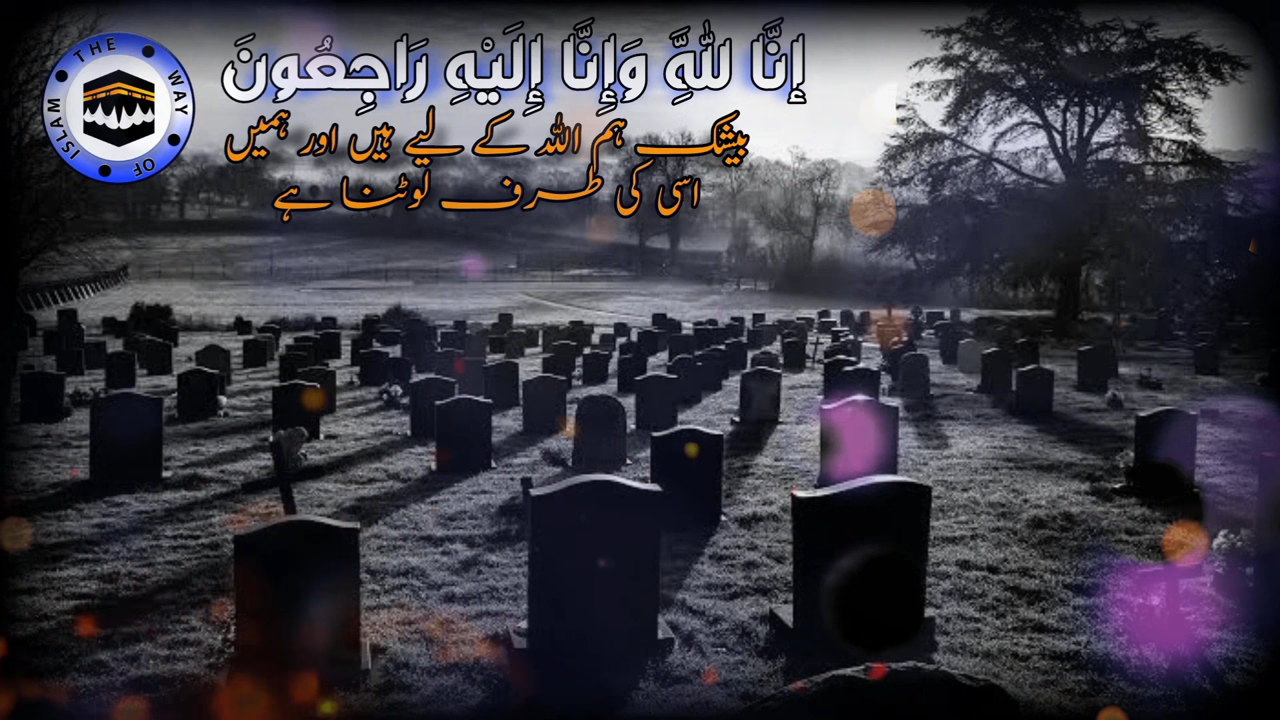 THE WAY OF ISLAM
إِنَّا لِلَّهِ وَإِنَّا إِلَيْهِ رَاجِعُونَ
بیشک ہم اللہ کے لیے ہیں اور ہمیں
اسی کی طرف لوٹنا ہے